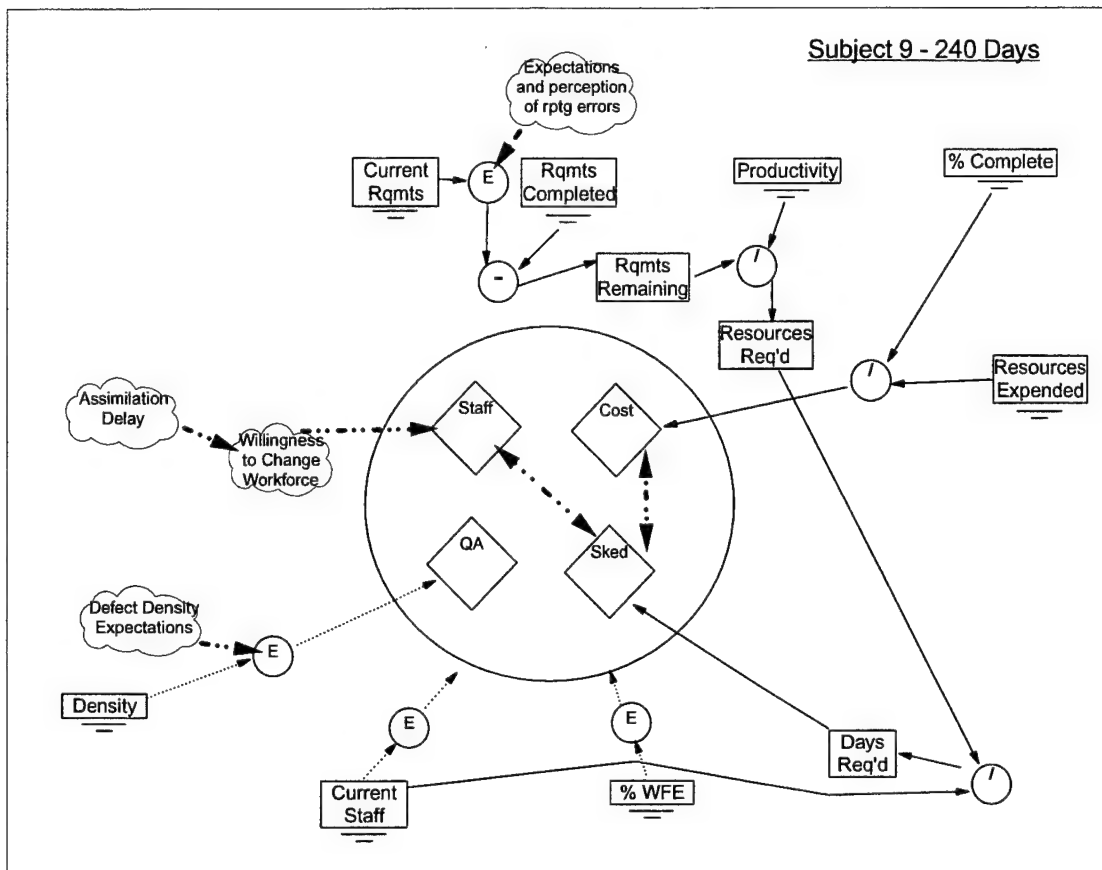 Subject 9 - 240 Days
Expectations
and perception
of rptg errors
Current
Rqmts
E
Rqmts
Completed
Productivity
% Complete
-
Rqmts
Remaining
/
Resources
Req'd
/
Resources
Expended
Assimilation
Delay
Willingness
to Change
Workforce
Staff
Cost
QA
Sked
Defect Density
Expectations
E
Density
E
E
Current
Staff
% WFE
Days
Req'd
/